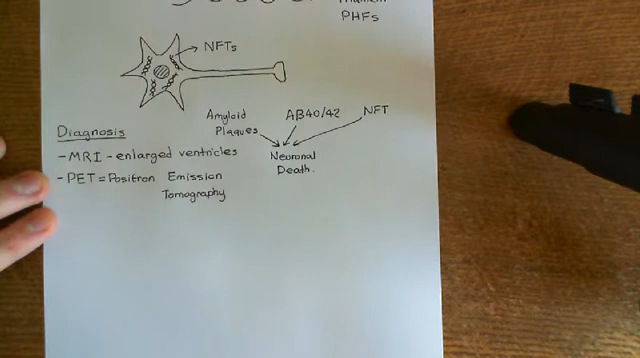 PHFs
NFTs
Amyloid
Plaques
AB40/42
NFT
Neuronal
Death.
Diagnosis
- MRI - enlarged ventricles
- PET = Positron Emission
Tomography